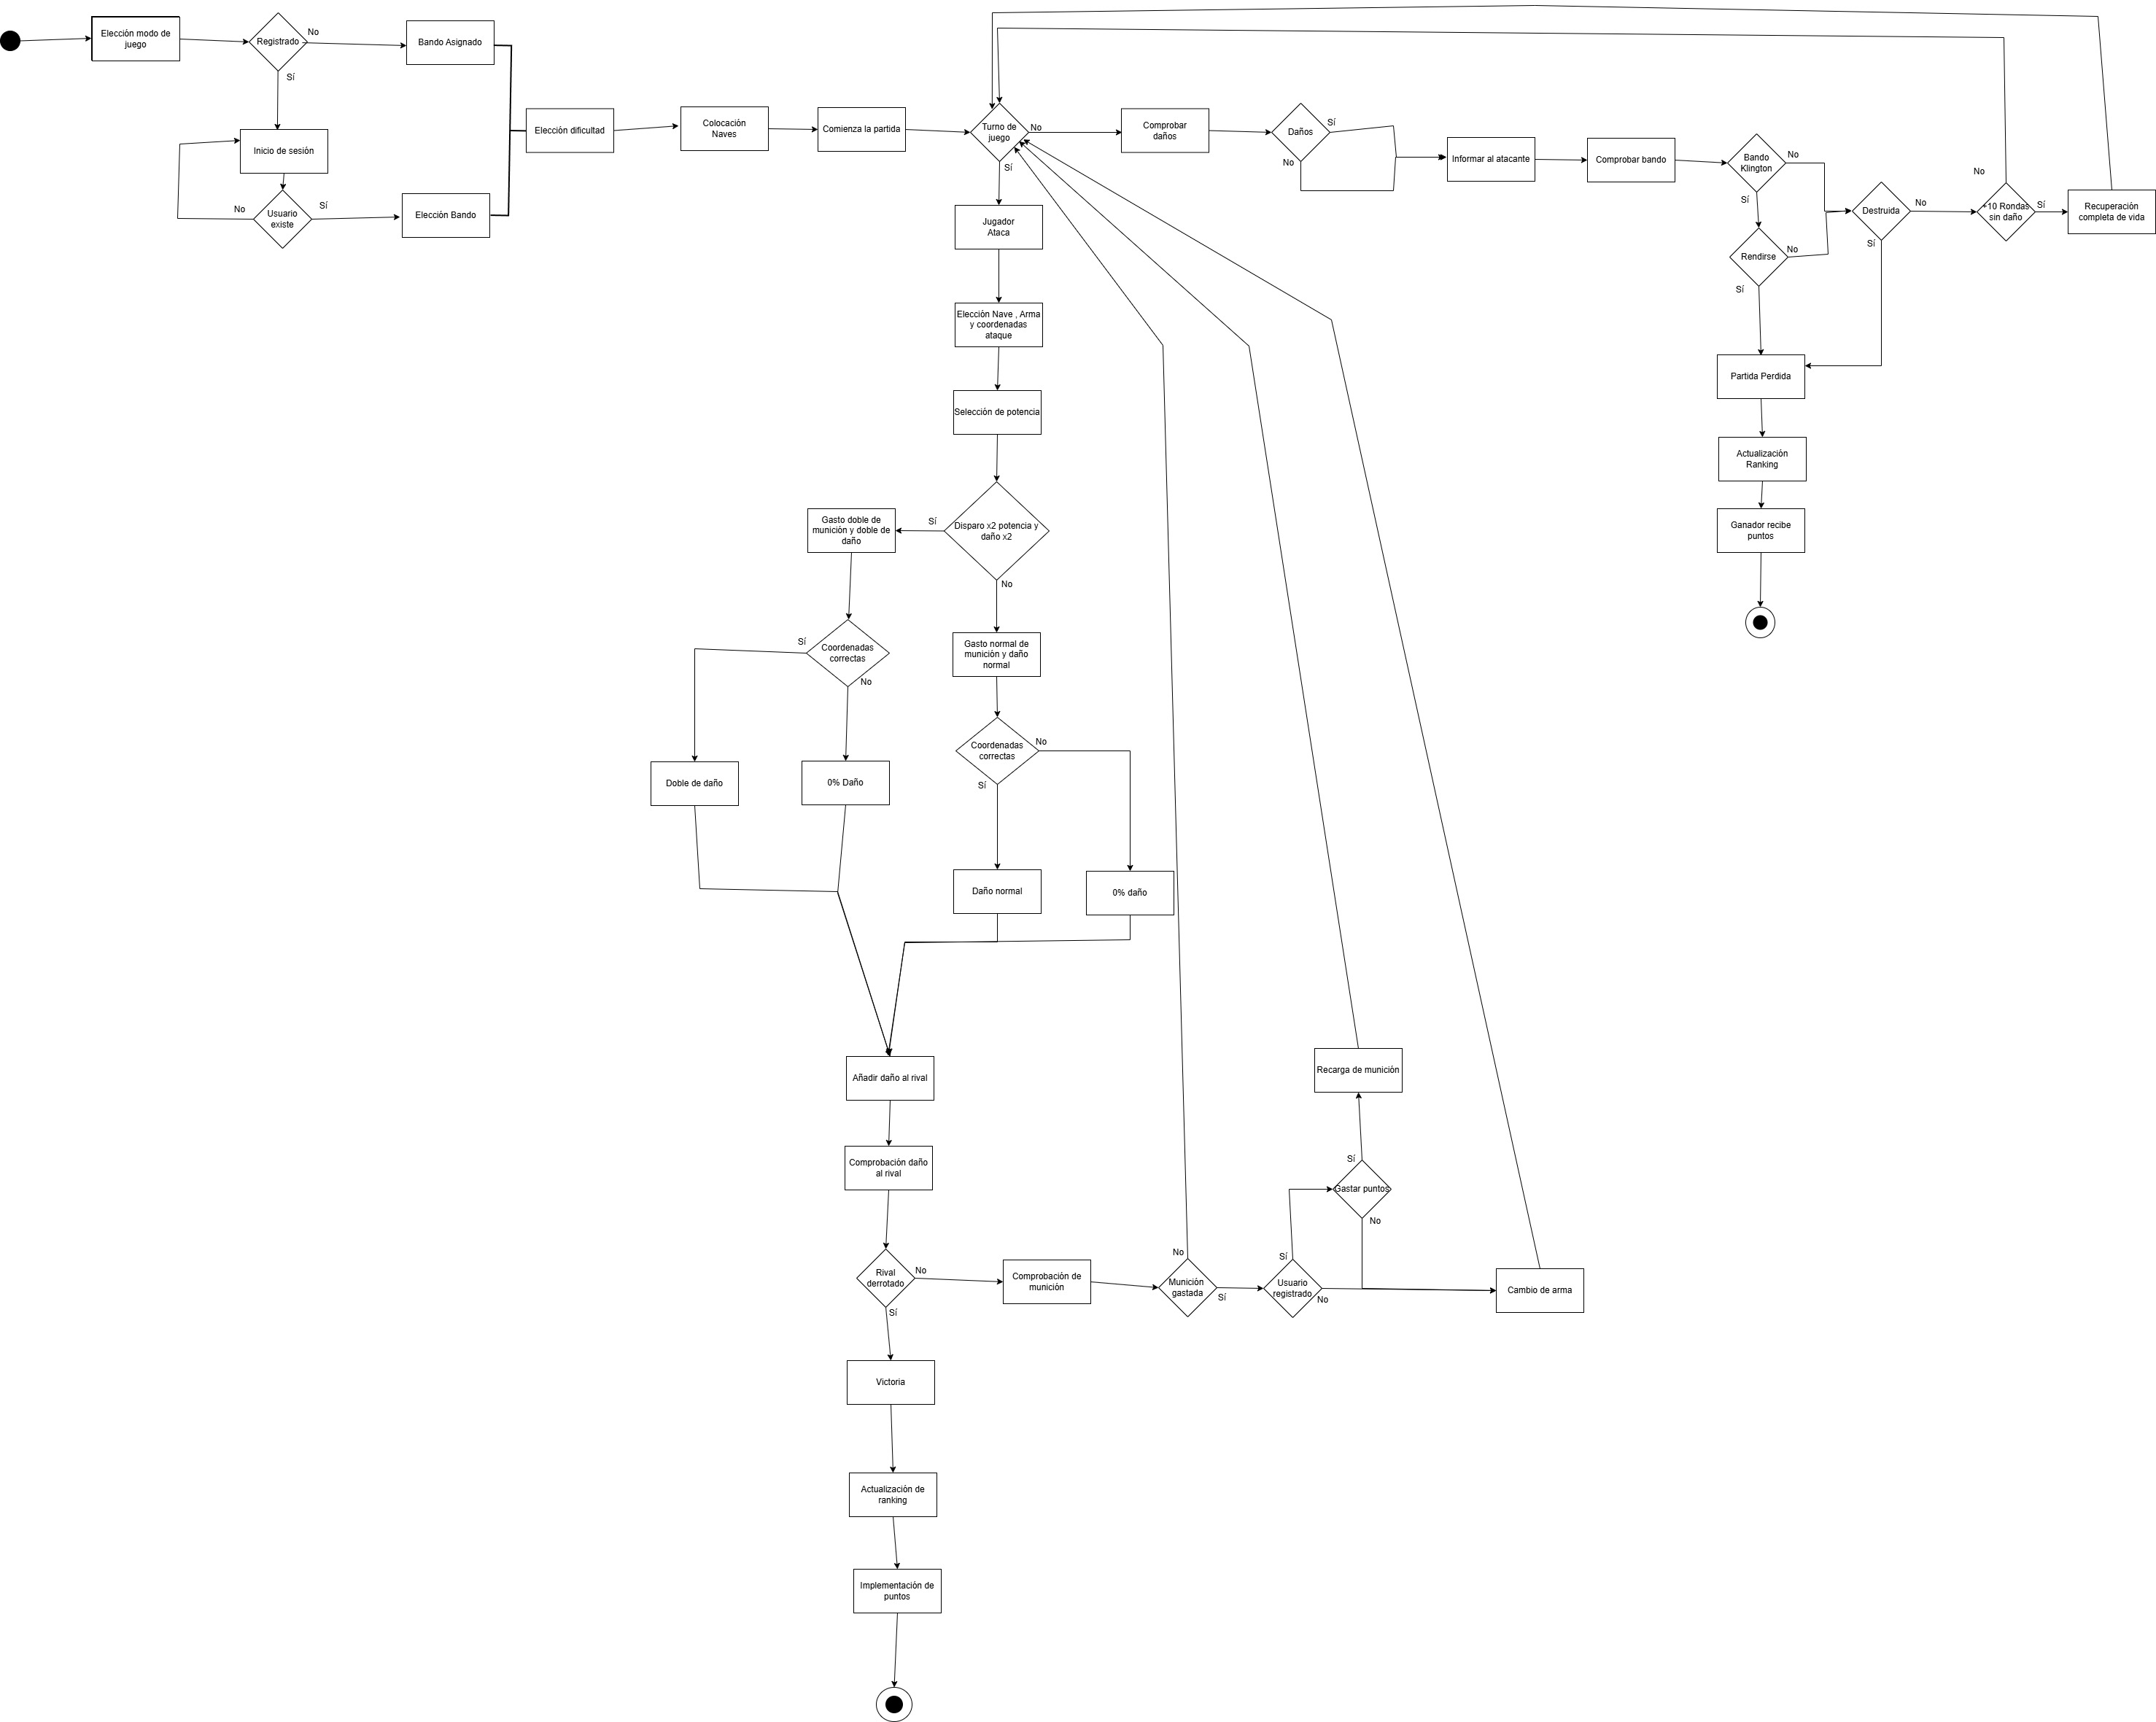 Elección modo de
juego
Registrado
No
Sí
Bando Asignado
Inicio de sesión
Usuario
existe
No
Sí
Elección Bando
Elección dificultad
Colocación
Naves
Comienza la partida
Turno de
juego
No
Sí
Comprobar
daños
Daños
Sí
No
Informar al atacante
Comprobar bando
Bando
Klington
No
Sí
Rendirse
No
Sí
Destruida
No
Sí
+10 Rondas
sin daño
No
Sí
Recuperación
completa de vida
Partida Perdida
Actualización
Ranking
Ganador recibe
puntos
Jugador
Ataca
Elección Nave , Arma
y coordenadas
ataque
Selección de potencia
Disparo x2 potencia y
daño x2
Sí
No
Gasto doble de
munición y doble de
daño
Coordenadas
correctas
Sí
No
Doble de daño
0% Daño
Gasto normal de
munición y daño
normal
Coordenadas
correctas
No
Sí
Daño normal
0% daño
Añadir daño al rival
Comprobación daño
al rival
Rival
derrotado
No
Sí
Comprobación de
munición
Munición
gastada
No
Sí
Usuario
registrado
Sí
No
Gastar puntos
Sí
No
Recarga de munición
Cambio de arma
Victoria
Actualización de
ranking
Implementación de
puntos